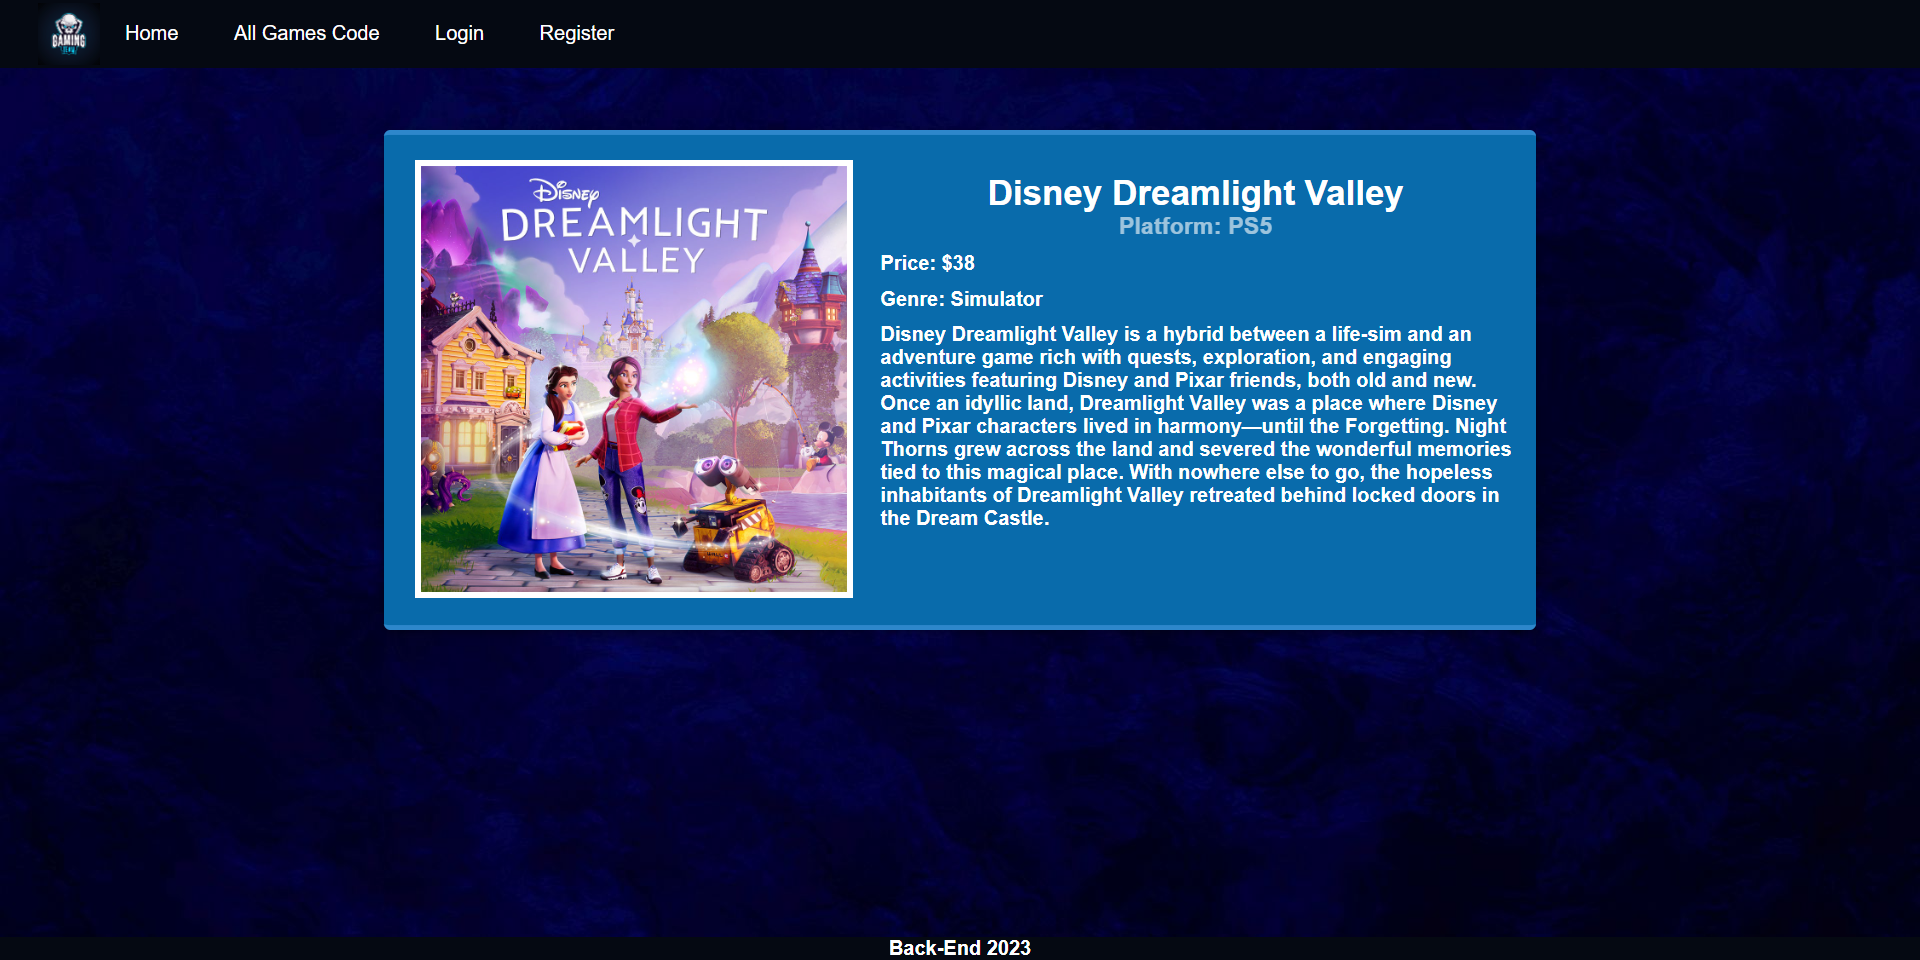 GAMING
Home
All Games Code
Login
Register
Disney
DREAMLIGHT
VALLEY
Disney Dreamlight Valley
Platform: PS5
Price: $38
Genre: Simulator
Disney Dreamlight Valley is a hybrid between a life-sim and an
adventure game rich with quests, exploration, and engaging
activities featuring Disney and Pixar friends, both old and new.
Once an idyllic land, Dreamlight Valley was a place where Disney
and Pixar characters lived in harmony—until the Forgetting. Night
Thorns grew across the land and severed the wonderful memories
tied to this magical place. With nowhere else to go, the hopeless
inhabitants of Dreamlight Valley retreated behind locked doors in
the Dream Castle.
Back-End 2023